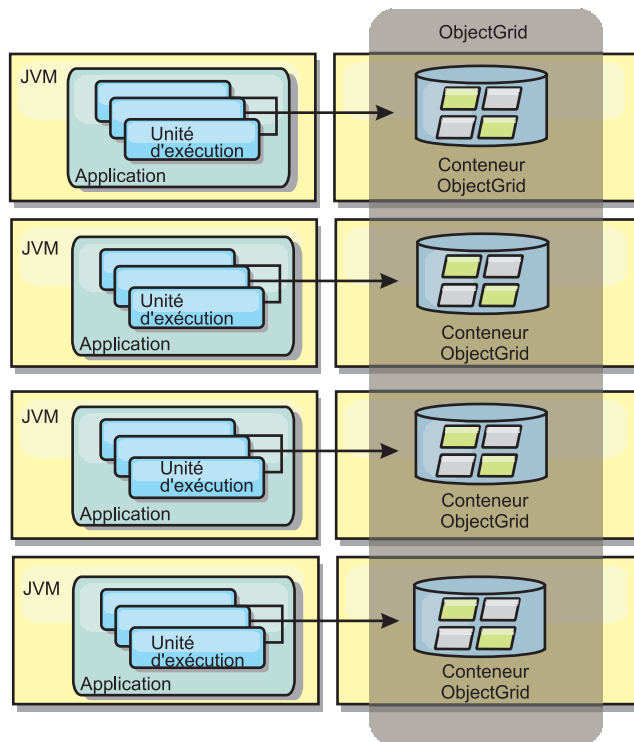 ObjectGrid
JVM
Unité
d'exécution
Application
Conteneur
ObjectGrid
JVM
Unité
d'exécution
Application
Conteneur
ObjectGrid
JVM
Unité
d'exécution
Application
Conteneur
ObjectGrid
JVM
Unité
d'exécution
Application
Conteneur
ObjectGrid